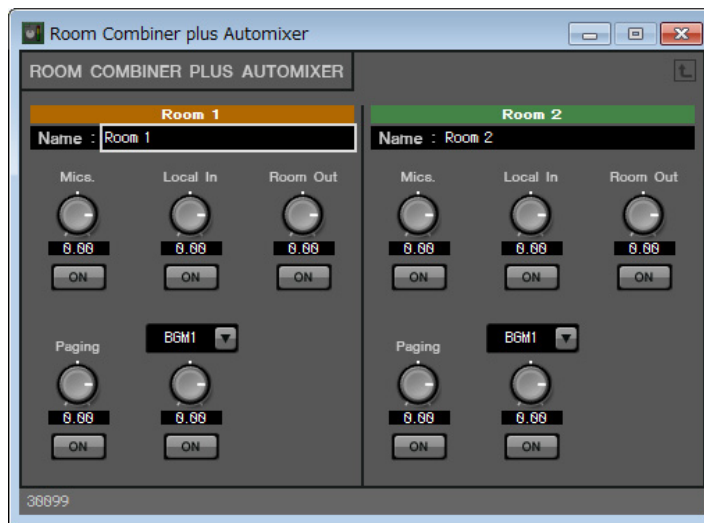 Room Combiner plus Automixer
ROOM COMBINER PLUS AUTOMIXER
Room 1
Name : Room 1
Mics. Local In Room Out
0.00 0.00 0.00
ON ON ON
Paging BGM1
0.00 0.00
ON ON
Room 2
Name : Room 2
Mics. Local In Room Out
0.00 0.00 0.00
ON ON ON
Paging BGM1
0.00 0.00
ON ON
30099